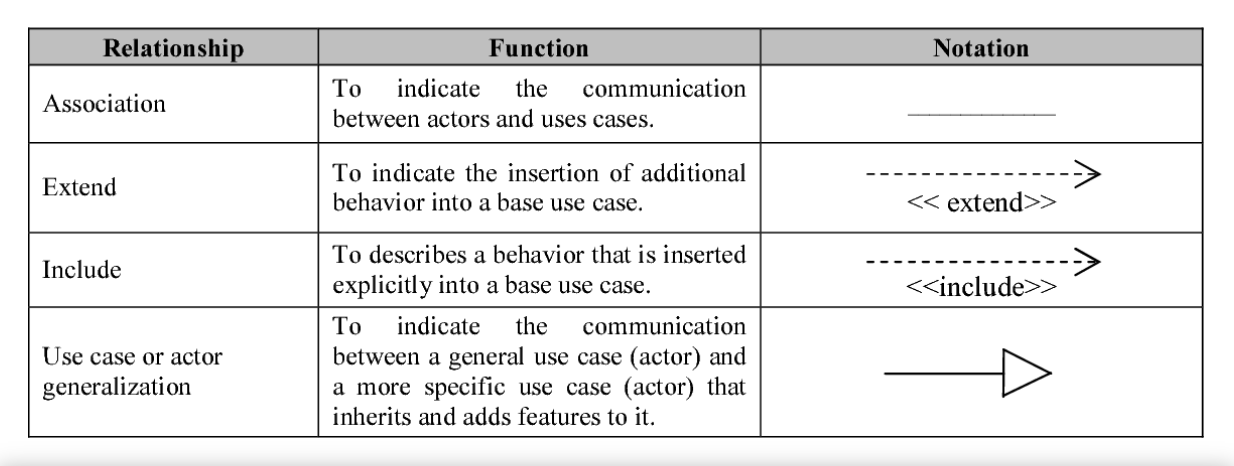 Relationship Function Notation
Association
To indicate the communication
between actors and uses cases.
Extend
To indicate the insertion of additional
behavior into a base use case.
<< extend>>
Include
To describes a behavior that is inserted
explicitly into a base use case.
<<include>>
Use case or actor
generalization
To indicate the communication
between a general use case (actor) and
a more specific use case (actor) that
inherits and adds features to it.